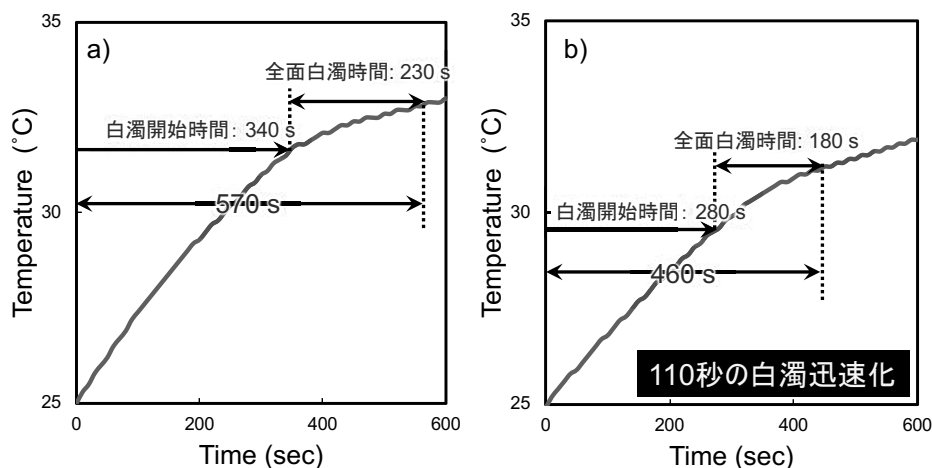 35
a)
全面白濁時間: 230 s
白濁開始時間: 340 s
570 s
30
25
0
200
400
600
Temperature (˚C)
Time (sec)
35
b)
全面白濁時間: 180 s
白濁開始時間: 280 s
460 s
30
110秒の白濁迅速化
25
0
200
400
600
Temperature (˚C)
Time (sec)